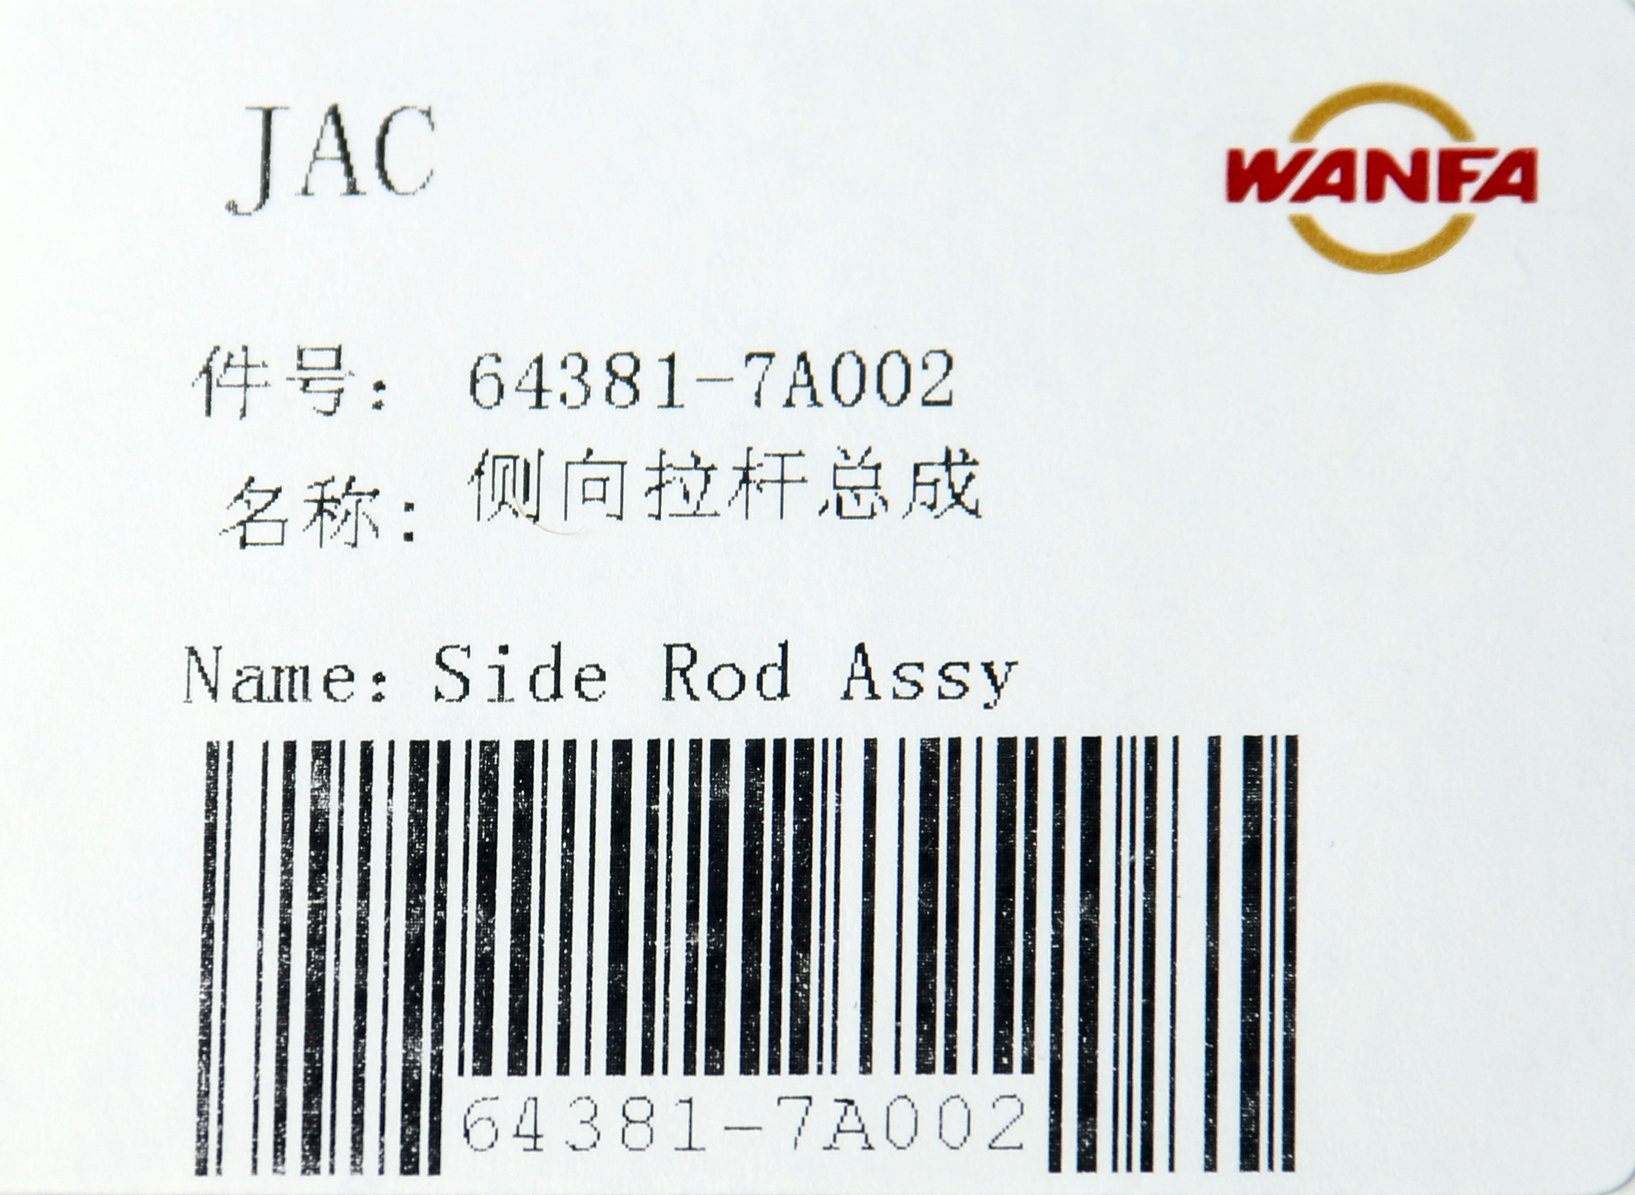 JAC
WANFA
件号： 64381-7A002
名称： 侧向拉杆总成
Name: Side Rod Assy
64381-7A002